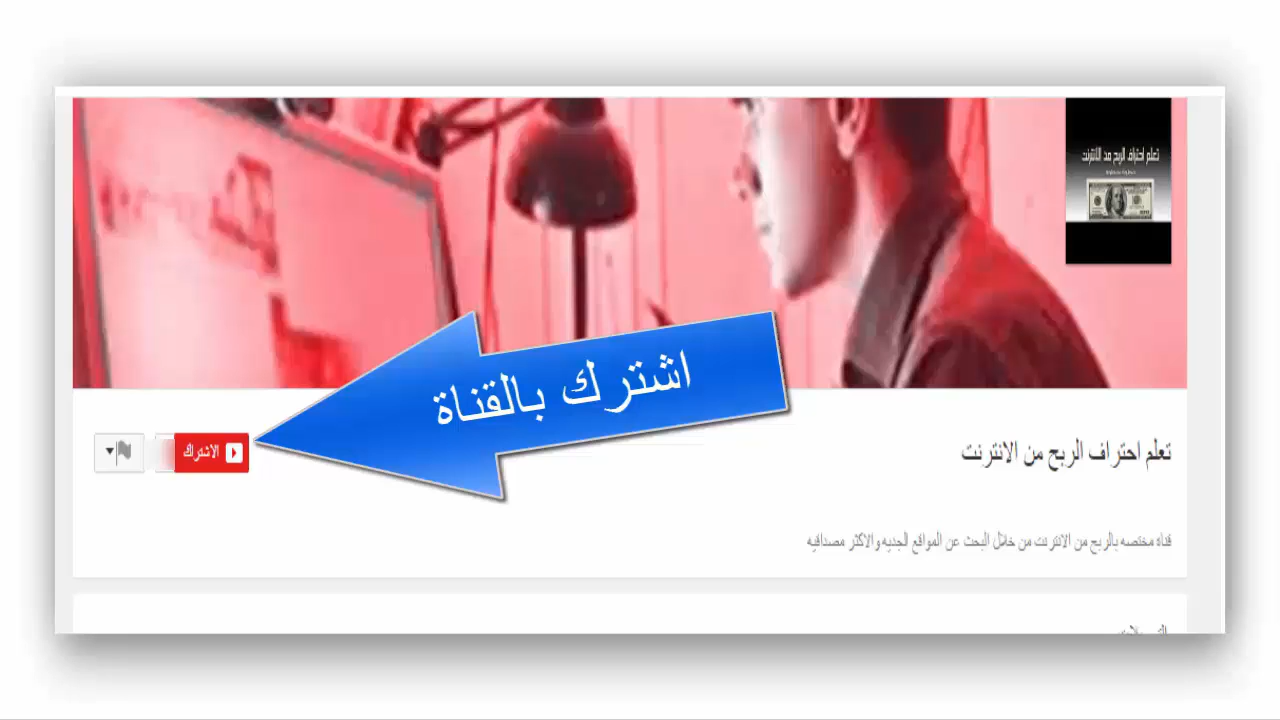 تعلم احتراف الربح من الانترنت
اشترك بالقناة
تعلم احتراف الربح من الانترنت
الاشتراك
قناه مختصه بالربح من الانترنت من خلال البحث عن المواقع الجديه والاكثر مصداقيه